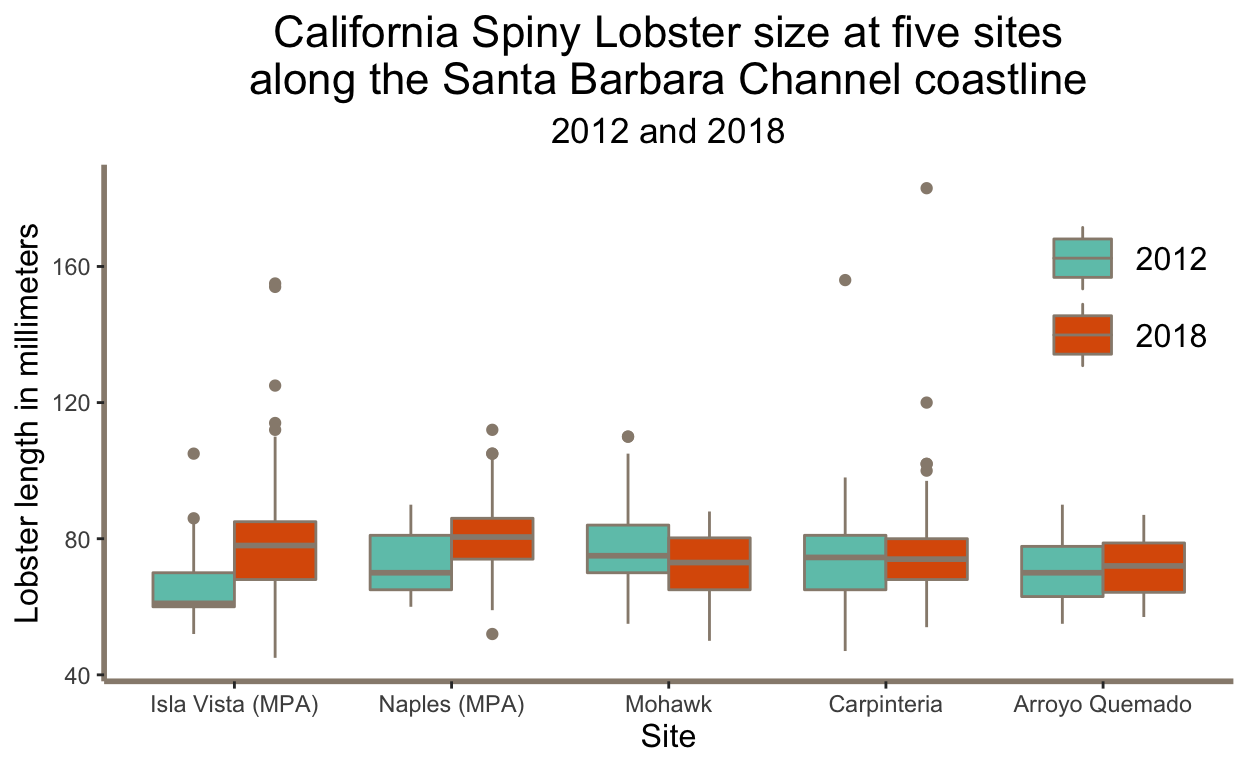 California Spiny Lobster size at five sites
along the Santa Barbara Channel coastline
2012 and 2018
Lobster length in millimeters
160
120
80
40
2012
2018
Isla Vista (MPA)
Naples (MPA)
Mohawk
Carpinteria
Arroyo Quemado
Site